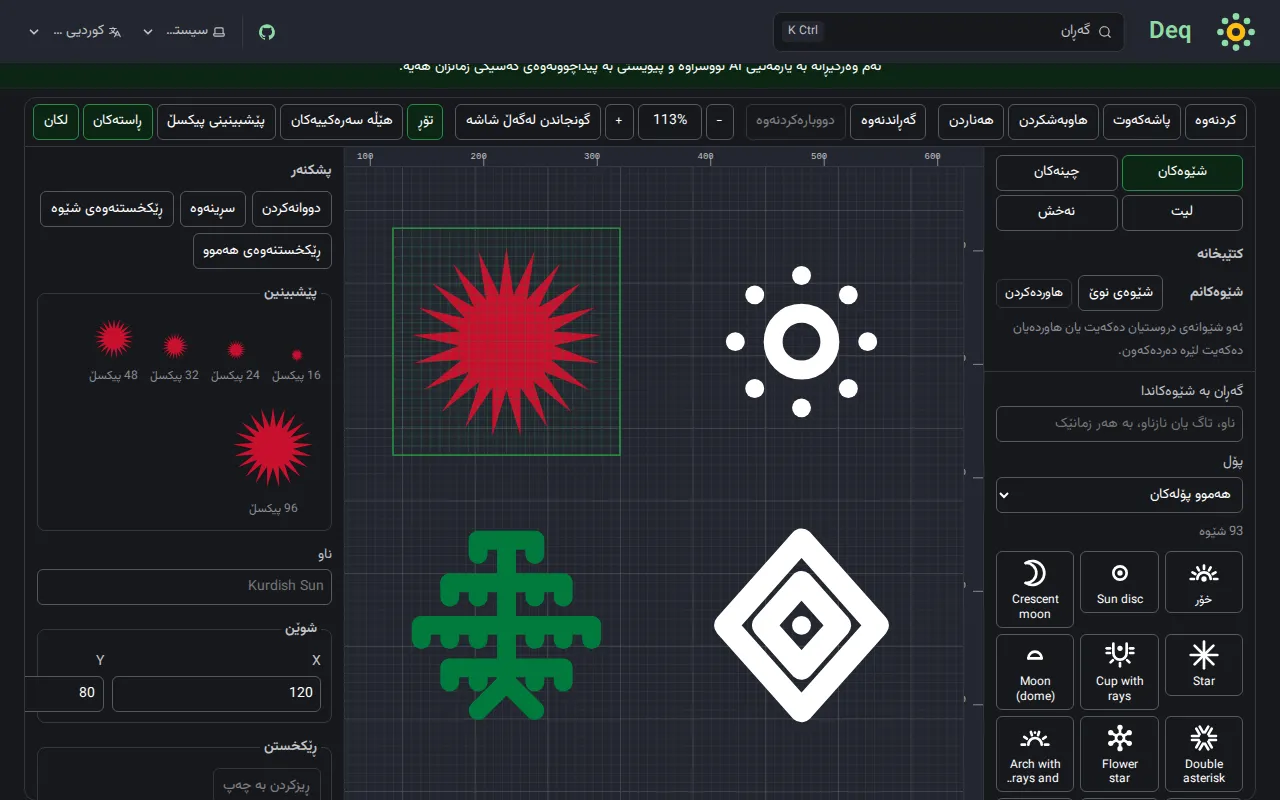 Deq
گەڕان
K Ctrl
سیستـ...
کوردیی ...
ئەم وەرگێڕانە بە یارمەتیی AI نووسراوە و پێویستی بە پێداچوونەوەی کەسێکی زمانزان هەیە.
کردنەوە
پاشەکەوت
هاوبەشکردن
هەناردن
گەڕاندنەوە
دووبارەکردنەوە
−
113%
+
گونجاندن لەگەڵ شاشە
تۆڕ
هێڵە سەرەکییەکان
پێشبینینی پیکسڵ
ڕاستەکان
لکان
شێوەکان
چینەکان
لیت
نەخش
کتێبخانە
شێوەکانم
شێوەی نوێ
هاوردەکردن
ئەو شێوانەی دروستیان دەکەیت یان هاوردەیان
دەکەیت لێرە دەردەکەون.
گەڕان بە شێوەکاندا
ناو، تاگ یان نازناو، بە هەر زمانێک
پۆل
هەموو پۆلەکان
93 شێوە
خۆر
Sun disc
Crescent
moon
Star
Cup with
rays
Moon
(dome)
Double
asterisk
Flower
star
Arch with
rays and..
100
200
300
400
500
600
پشکنەر
دووانەکردن
سڕینەوە
ڕێکخستنەوەی شێوە
ڕێکخستنەوەی هەموو
پێشبینین
16 پیکسڵ
24 پیکسڵ
32 پیکسڵ
48 پیکسڵ
96 پیکسڵ
ناو
Kurdish Sun
شوێن
X
Y
120
80
ڕێکخستن
ڕیزکردن بە چەپ